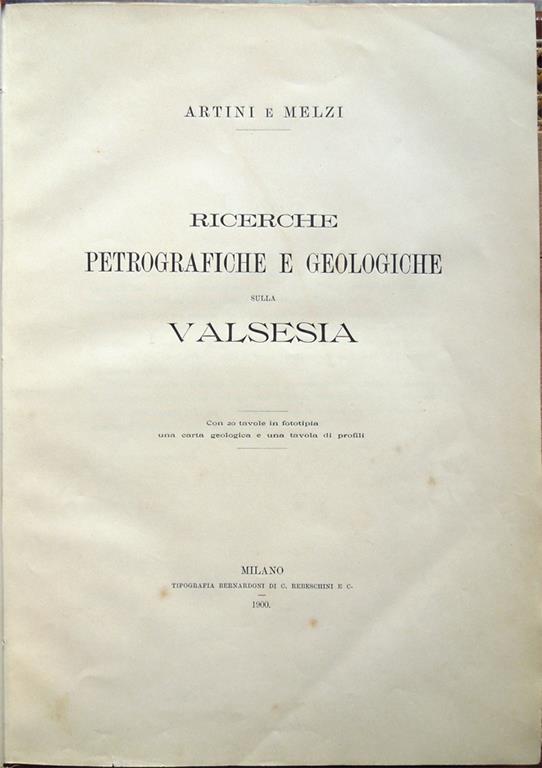 ARTINI E MELZI
RICERCHE
PETROGRAFICHE E GEOLOGICHE
SULLA
VALSESIA
Con 20 tavole in fototipia
una carta geologica e una tavola di profili
MILANO
TIPOGRAFIA BERNARDONI DI C. REBESCHINI E C.
1900.